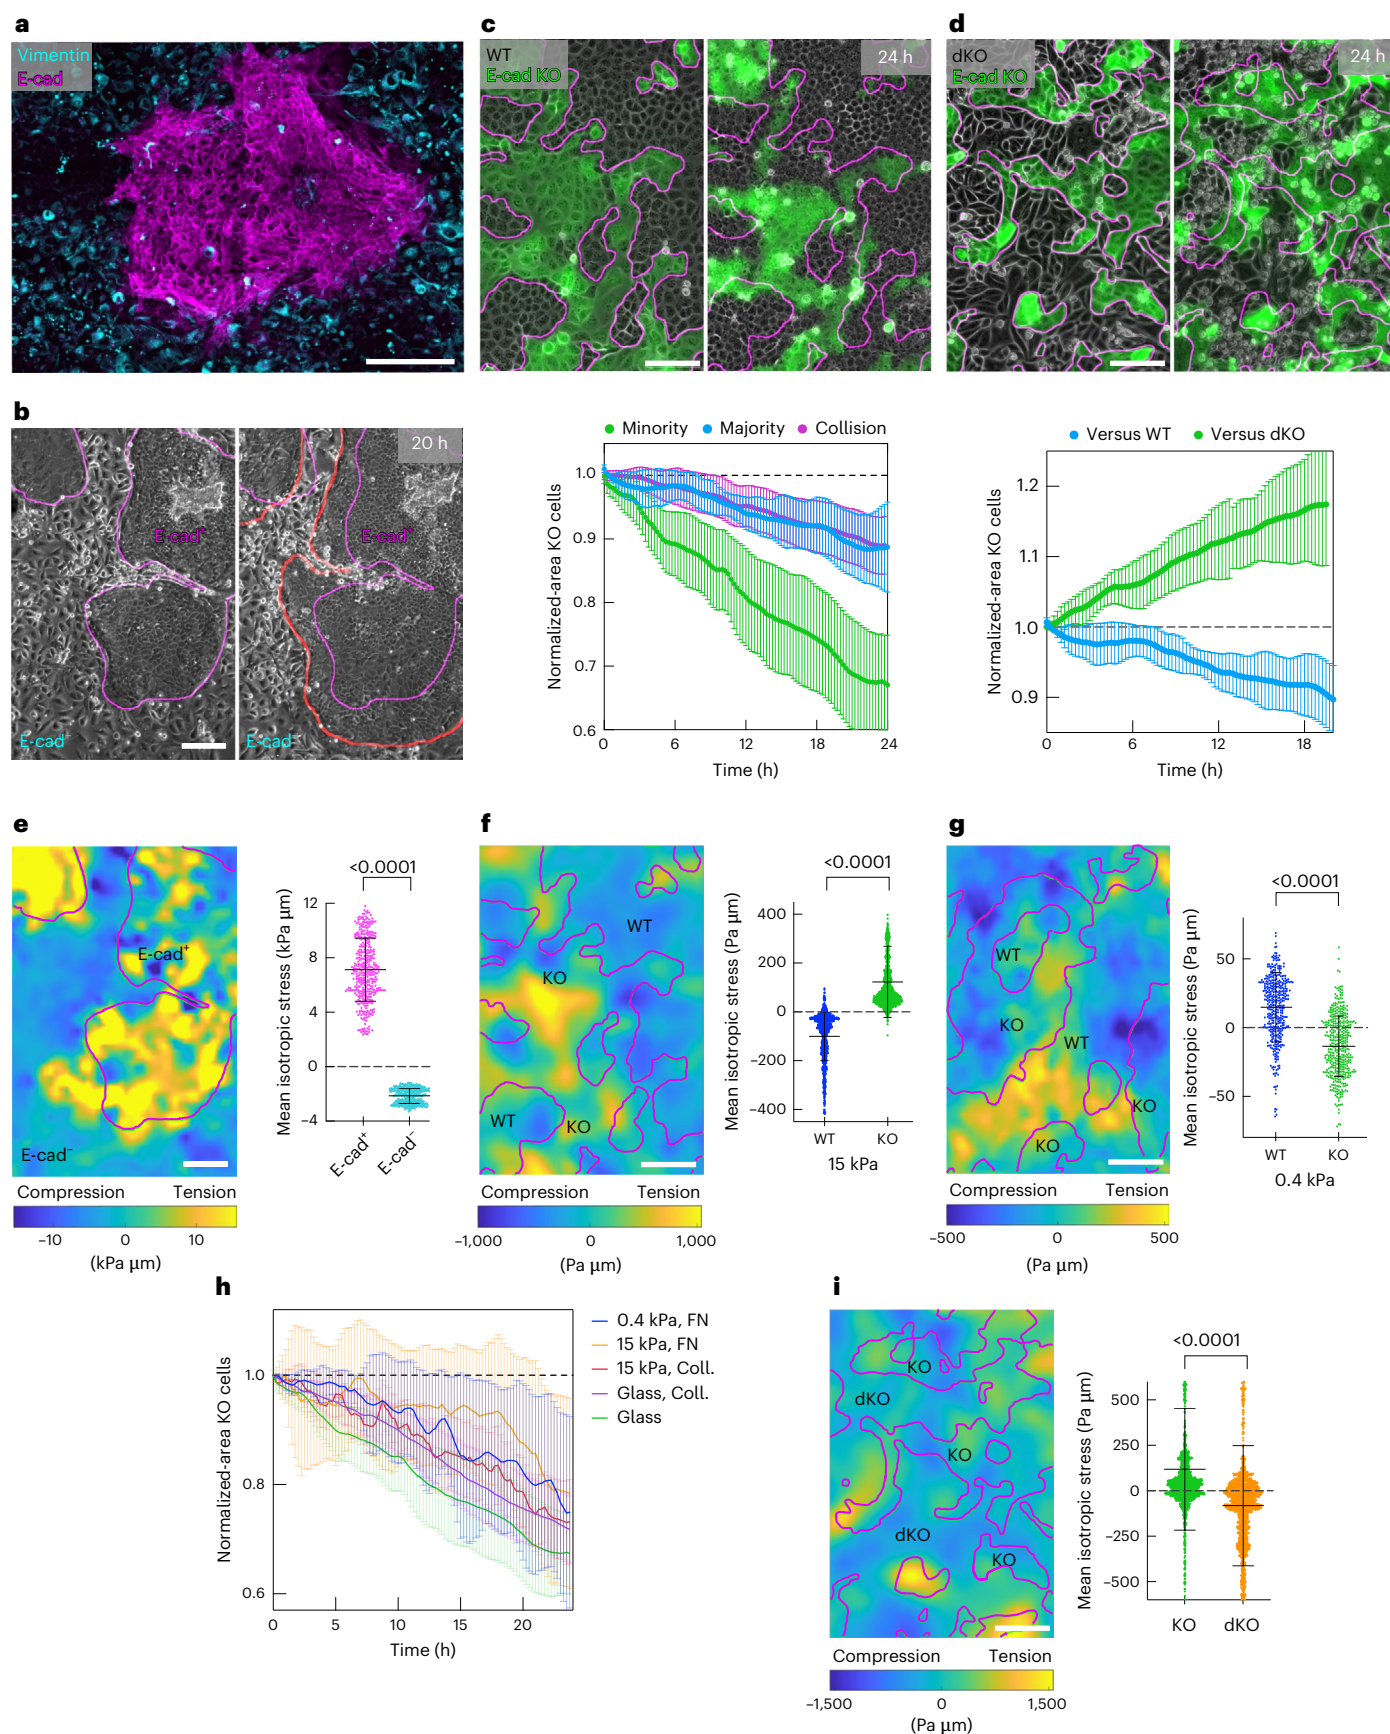 a
Vimentin
E-cad
b
20 h
E-cad⁺
E-cad⁺
E-cad⁻
E-cad⁻
c
WT
E-cad KO
24 h
Minority Majority Collision
Normalized-area KO cells
1.0
0.9
0.8
0.7
0.6
0 6 12 18 24
Time (h)
d
dKO
E-cad KO
24 h
Versus WT Versus dKO
Normalized-area KO cells
1.2
1.1
1.0
0.9
0 6 12 18
Time (h)
e
E-cad⁺
E-cad⁻
Compression Tension
−10 0 10
(kPa µm)
<0.0001
Mean isotropic stress (kPa µm)
12
8
4
0
−4
E-cad⁺ E-cad⁻
f
WT
KO
WT
KO
Compression Tension
−1,000 0 1,000
(Pa µm)
<0.0001
Mean isotropic stress (Pa µm)
400
200
0
−200
−400
WT KO
15 kPa
g
WT
KO
WT
KO
KO
Compression Tension
−500 0 500
(Pa µm)
<0.0001
Mean isotropic stress (Pa µm)
50
0
−50
WT KO
0.4 kPa
h
Normalized-area KO cells
1.0
0.8
0.6
0 5 10 15 20
Time (h)
0.4 kPa, FN
15 kPa, FN
15 kPa, Coll.
Glass, Coll.
Glass
i
KO
dKO
KO
dKO
KO
Compression Tension
−1,500 0 1,500
(Pa µm)
<0.0001
Mean isotropic stress (Pa µm)
500
250
0
−250
−500
KO dKO